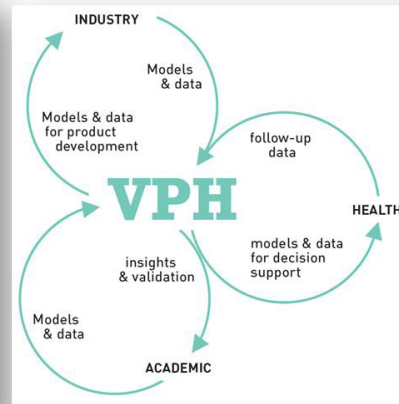 INDUSTRY
Models
& data
Models & data
for product
development
follow-up
data
VPH
HEALTH
models & data
for decision
support
insights
& validation
Models
& data
ACADEMIC